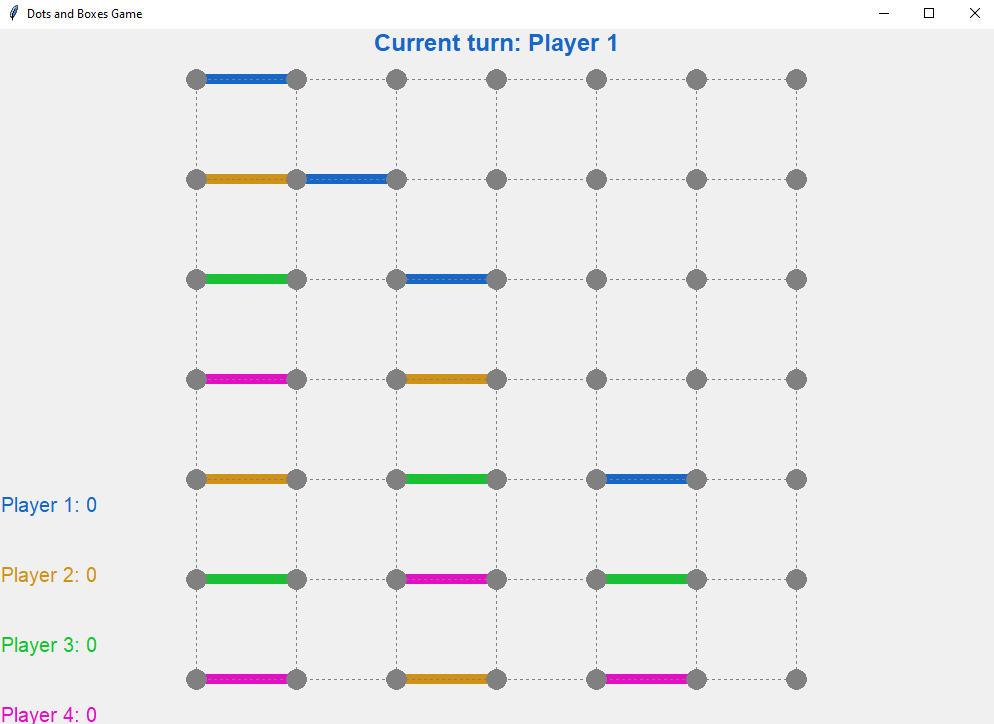 Dots and Boxes Game
Current turn: Player 1
Player 1: 0
Player 2: 0
Player 3: 0
Player 4: 0